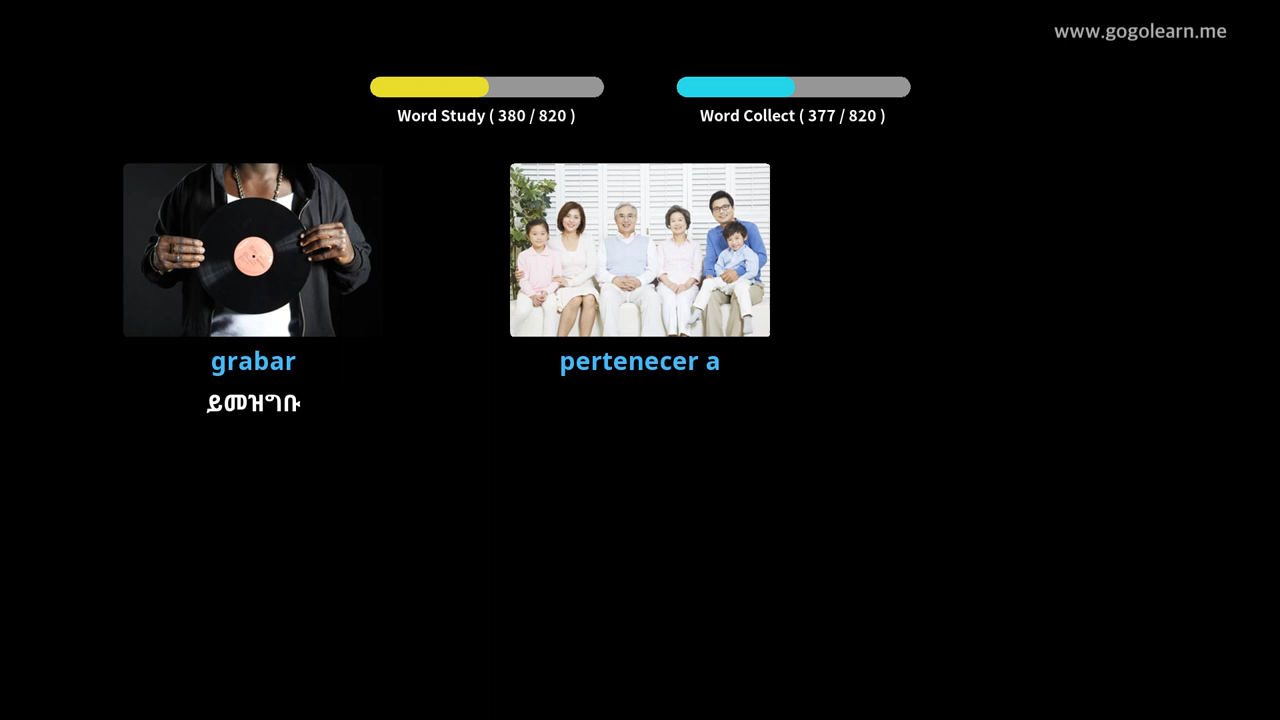 www.gogolearn.me
Word Study ( 380 / 820 )
Word Collect ( 377 / 820 )
grabar
pertenecer a
ይመዝግቡ